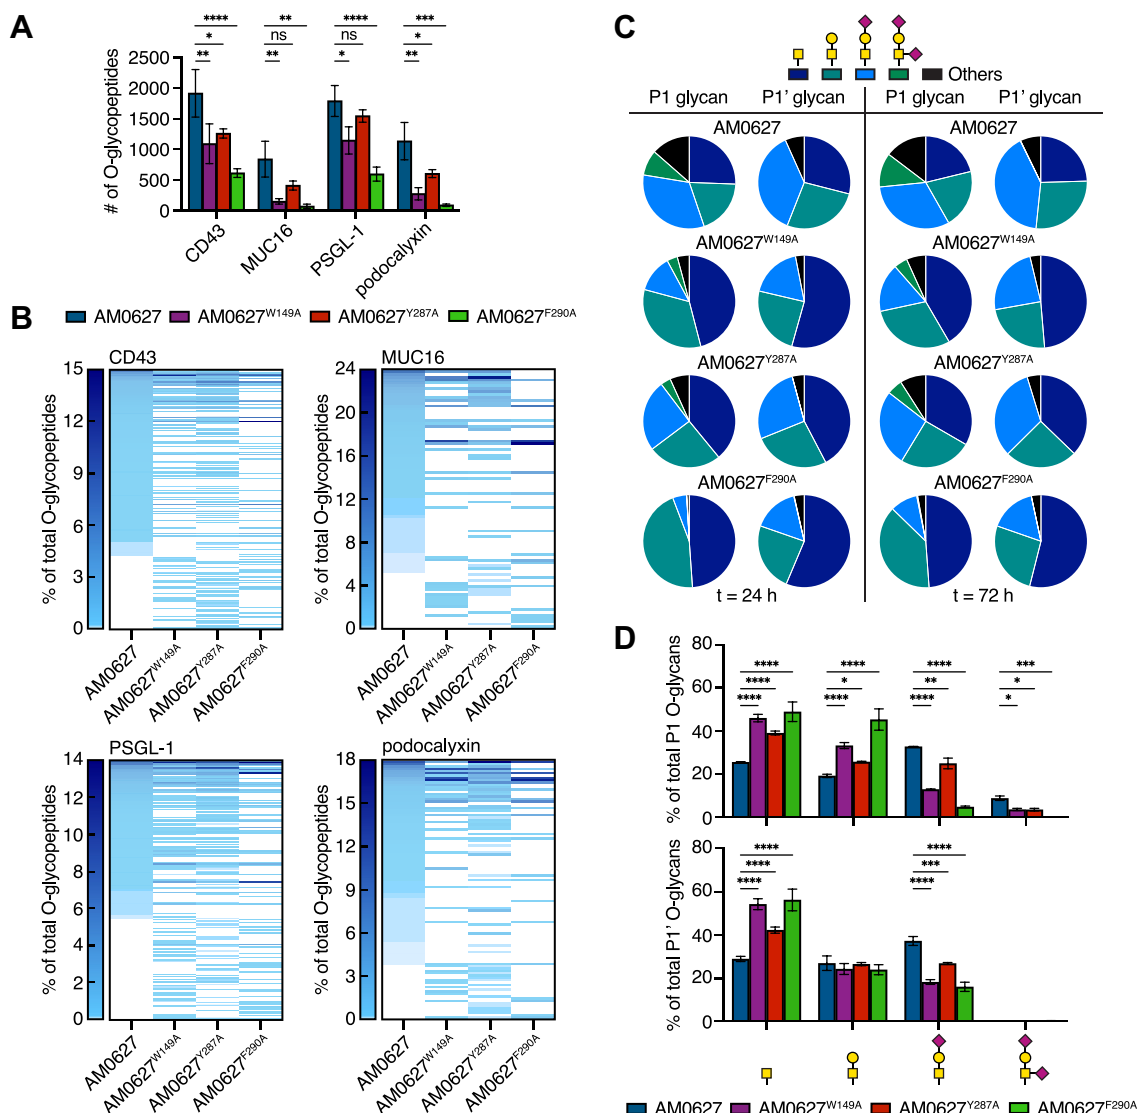 A
**** ** **** ***
* ns ns *
** ** * **
# of O-glycopeptides
2500
2000
1500
1000
500
0
CD43
MUC16
PSGL-1
podocalyxin
AM0627
AM0627W149A
AM0627Y287A
AM0627F290A
B
CD43
% of total O-glycopeptides
15
12
9
6
3
0
AM0627
AM0627W149A
AM0627Y287A
AM0627F290A
MUC16
% of total O-glycopeptides
24
20
16
12
8
4
0
AM0627
AM0627W149A
AM0627Y287A
AM0627F290A
PSGL-1
% of total O-glycopeptides
14
12
10
8
6
4
2
0
AM0627
AM0627W149A
AM0627Y287A
AM0627F290A
podocalyxin
% of total O-glycopeptides
18
15
12
9
6
3
0
AM0627
AM0627W149A
AM0627Y287A
AM0627F290A
C
Others
P1 glycan P1' glycan P1 glycan P1' glycan
AM0627 AM0627
AM0627W149A AM0627W149A
AM0627Y287A AM0627Y287A
AM0627F290A AM0627F290A
t = 24 h t = 72 h
D
% of total P1 O-glycans
80
60
40
20
0
**** **** **** ***
**** * ** *
**** **** **** *
% of total P1' O-glycans
80
60
40
20
0
**** ****
**** ***
**** ****
AM0627 AM0627W149A AM0627Y287A AM0627F290A